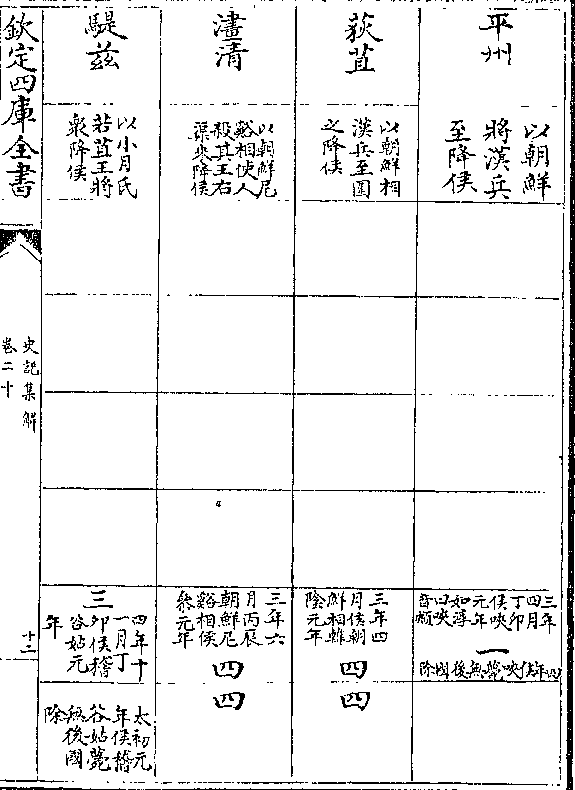 平州
以朝鮮
將漢兵
至降侯
三年
四月
丁卯
侯唊
元年
如淳
曰唊
音頰
一
四年侯唊薨無後國除
荻苴
以朝鮮相
漢兵至圍
之降侯
三年四
月侯朝
鮮相韓
陰元年
四
四
澅清
以朝鮮尼
谿相使人
殺其王右
渠來降侯
三年六
月丙辰
朝鮮尼
谿相侯
參元年
四
四
騠茲
以小月氏
若苴王將
衆降侯
三
四年十
一月丁
卯侯稽
谷姑元
年
太初元
年侯稽
谷姑薨
無後國
除
欽定四庫全書
史記集解
卷二十